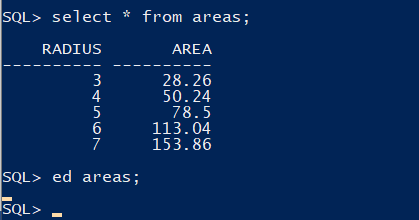 SQL> select * from areas;
RADIUS AREA
---------- ----------
3 28.26
4 50.24
5 78.5
6 113.04
7 153.86
SQL> ed areas;
SQL>